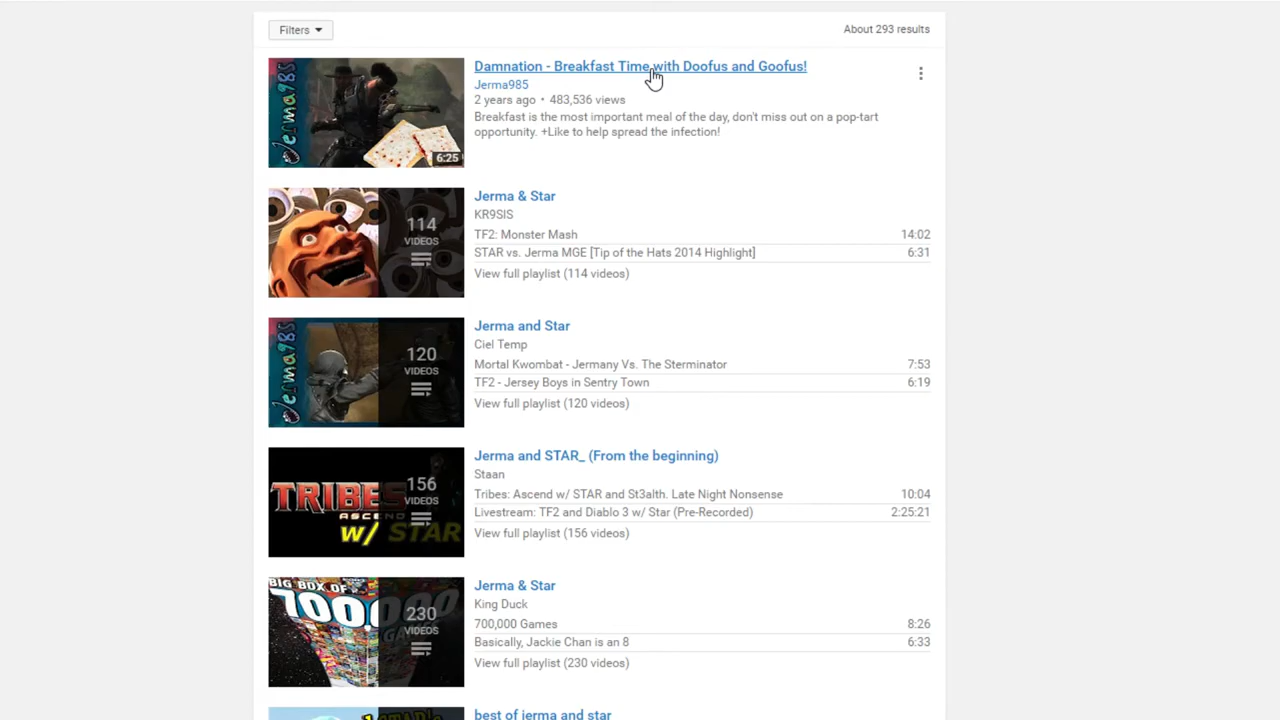 Filters
About 293 results
Jerma985
6:25
Damnation - Breakfast Time with Doofus and Goofus!
Jerma985
2 years ago • 483,536 views
Breakfast is the most important meal of the day, don't miss out on a pop-tart
opportunity. +Like to help spread the infection!
114
VIDEOS
Jerma & Star
KR9SIS
TF2: Monster Mash 14:02
STAR vs. Jerma MGE [Tip of the Hats 2014 Highlight] 6:31
View full playlist (114 videos)
Jerma985
120
VIDEOS
Jerma and Star
Ciel Temp
Mortal Kwombat - Jermany Vs. The Sterminator 7:53
TF2 - Jersey Boys in Sentry Town 6:19
View full playlist (120 videos)
TRIBES
ASCEND
w/ STAR
156
VIDEOS
Jerma and STAR_ (From the beginning)
Staan
Tribes: Ascend w/ STAR and St3alth. Late Night Nonsense 10:04
Livestream: TF2 and Diablo 3 w/ Star (Pre-Recorded) 2:25:21
View full playlist (156 videos)
BIG BOX OF
700,0
230
VIDEOS
Jerma & Star
King Duck
700,000 Games 8:26
Basically, Jackie Chan is an 8 6:33
View full playlist (230 videos)
best of jerma and star